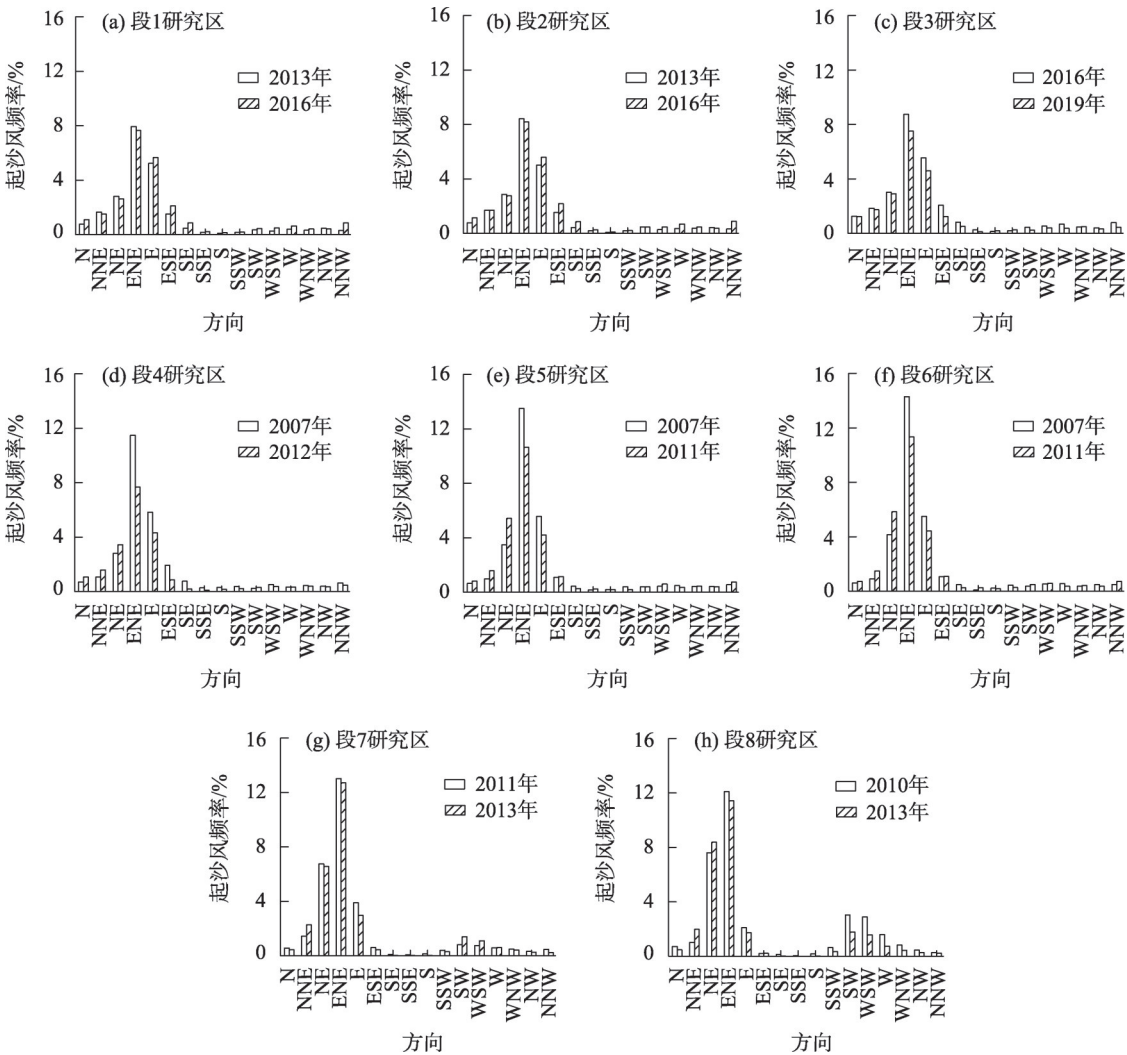 (a) 段1研究区
起沙风频率/%
16
12
8
4
0
2013年
2016年
N NNE NE ENE E ESE SE SSE S SSW SW WSW W WNW NW NNW
方向
(b) 段2研究区
起沙风频率/%
16
12
8
4
0
2013年
2016年
N NNE NE ENE E ESE SE SSE S SSW SW WSW W WNW NW NNW
方向
(c) 段3研究区
起沙风频率/%
16
12
8
4
0
2016年
2019年
N NNE NE ENE E ESE SE SSE S SSW SW WSW W WNW NW NNW
方向
(d) 段4研究区
起沙风频率/%
16
12
8
4
0
2007年
2012年
N NNE NE ENE E ESE SE SSE S SSW SW WSW W WNW NW NNW
方向
(e) 段5研究区
起沙风频率/%
16
12
8
4
0
2007年
2011年
N NNE NE ENE E ESE SE SSE S SSW SW WSW W WNW NW NNW
方向
(f) 段6研究区
起沙风频率/%
16
12
8
4
0
2007年
2011年
N NNE NE ENE E ESE SE SSE S SSW SW WSW W WNW NW NNW
方向
(g) 段7研究区
起沙风频率/%
16
12
8
4
0
2011年
2013年
N NNE NE ENE E ESE SE SSE S SSW SW WSW W WNW NW NNW
方向
(h) 段8研究区
起沙风频率/%
16
12
8
4
0
2010年
2013年
N NNE NE ENE E ESE SE SSE S SSW SW WSW W WNW NW NNW
方向